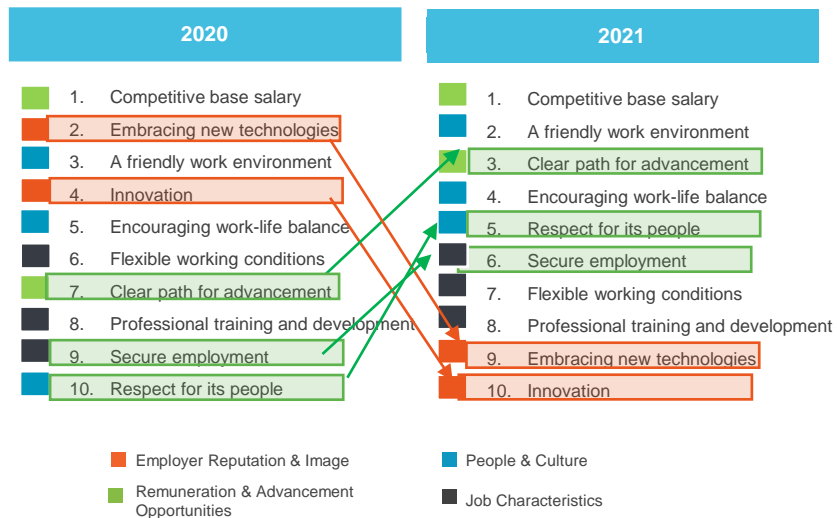 2020
1. Competitive base salary
2. Embracing new technologies
3. A friendly work environment
4. Innovation
5. Encouraging work-life balance
6. Flexible working conditions
7. Clear path for advancement
8. Professional training and development
9. Secure employment
10. Respect for its people
2021
1. Competitive base salary
2. A friendly work environment
3. Clear path for advancement
4. Encouraging work-life balance
5. Respect for its people
6. Secure employment
7. Flexible working conditions
8. Professional training and development
9. Embracing new technologies
10. Innovation
Employer Reputation & Image
People & Culture
Remuneration & Advancement
Opportunities
Job Characteristics